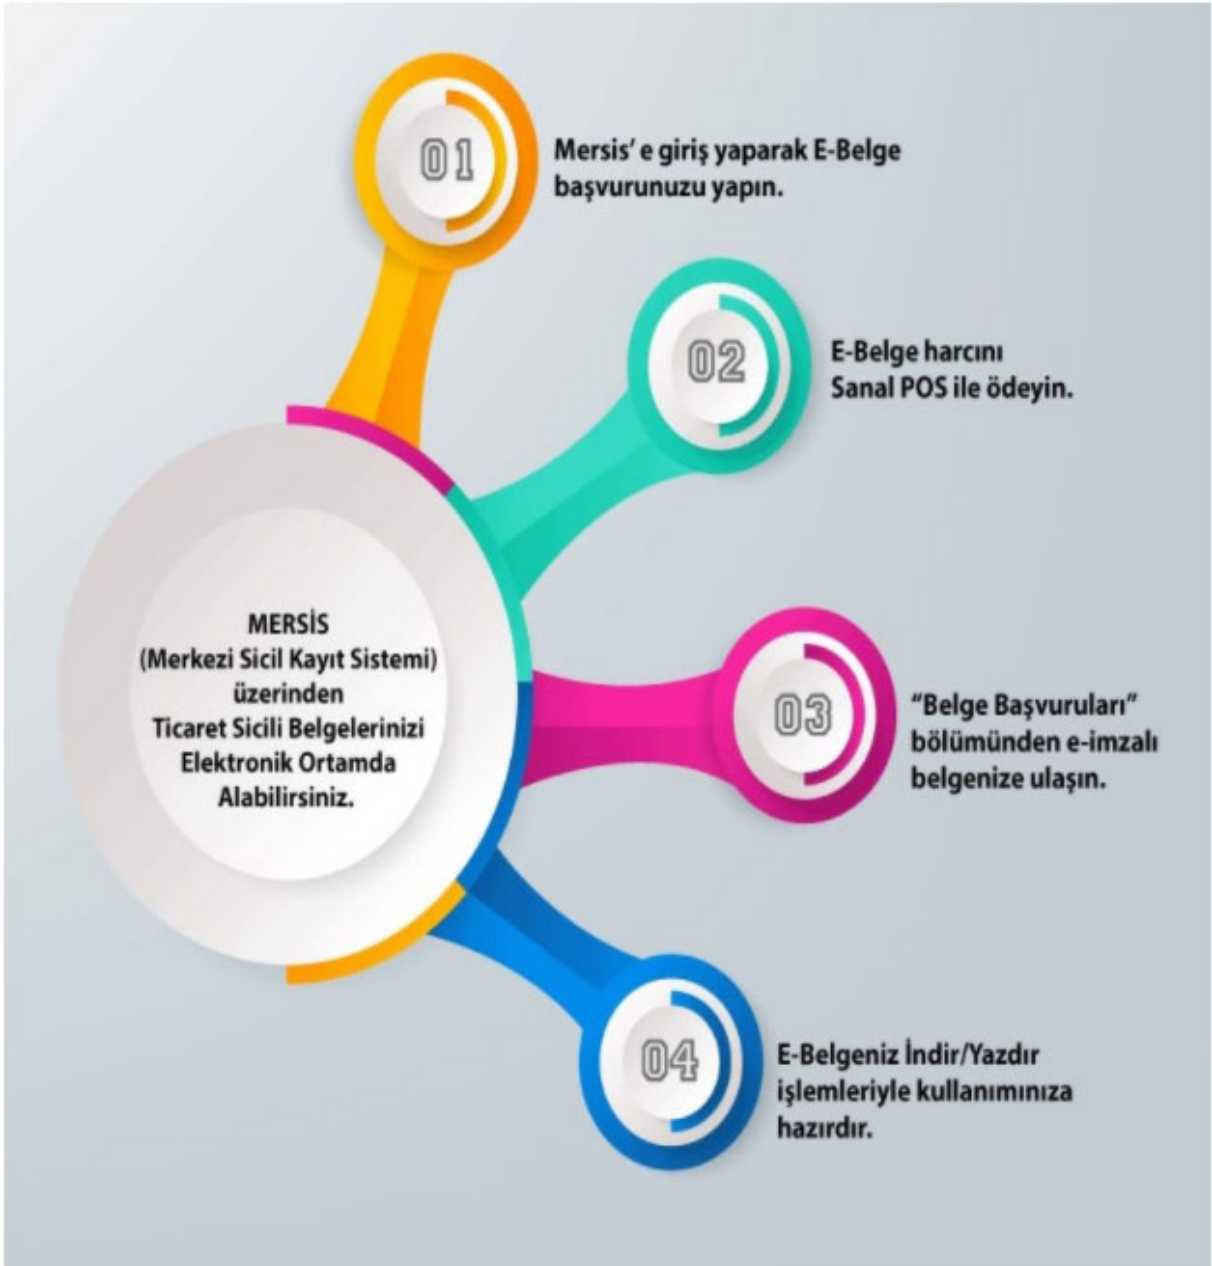 01
Mersis' e giriş yaparak E-Belge
başvurunuzu yapın.
02
E-Belge harcını
Sanal POS ile ödeyin.
MERSİS
(Merkezi Sicil Kayıt Sistemi)
üzerinden
Ticaret Sicili Belgelerinizi
Elektronik Ortamda
Alabilirsiniz.
03
“Belge Başvuruları”
bölümünden e-imzalı
belgenize ulaşın.
04
E-Belgeniz İndir/Yazdır
işlemleriyle kullanımınıza
hazırdır.